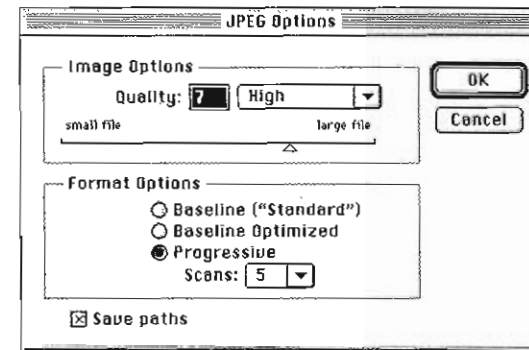 JPEG Options
Image Options
Quality: 7 High
small file large file
OK
Cancel
Format Options
Baseline ("Standard")
Baseline Optimized
Progressive
Scans: 5
Save paths